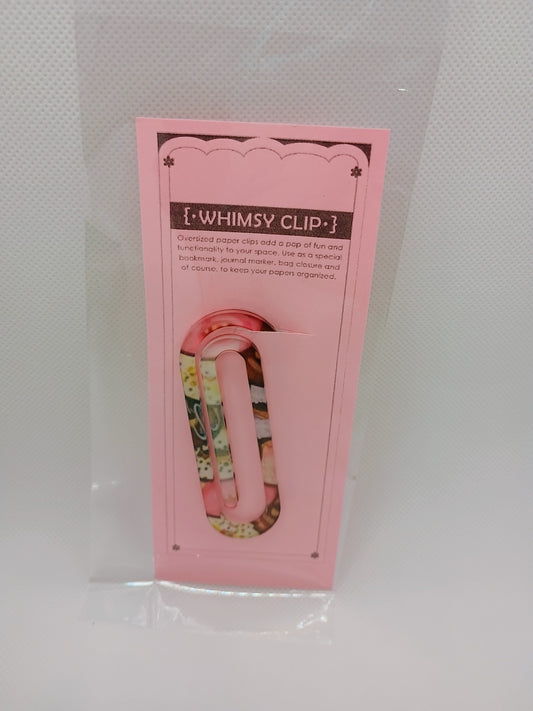 {·WHIMSY CLIP·}
Oversized paper clips add a pop of fun and
functionality to your space. Use as a special
bookmark, journal marker, bag closure and
of course, to keep your papers organized.